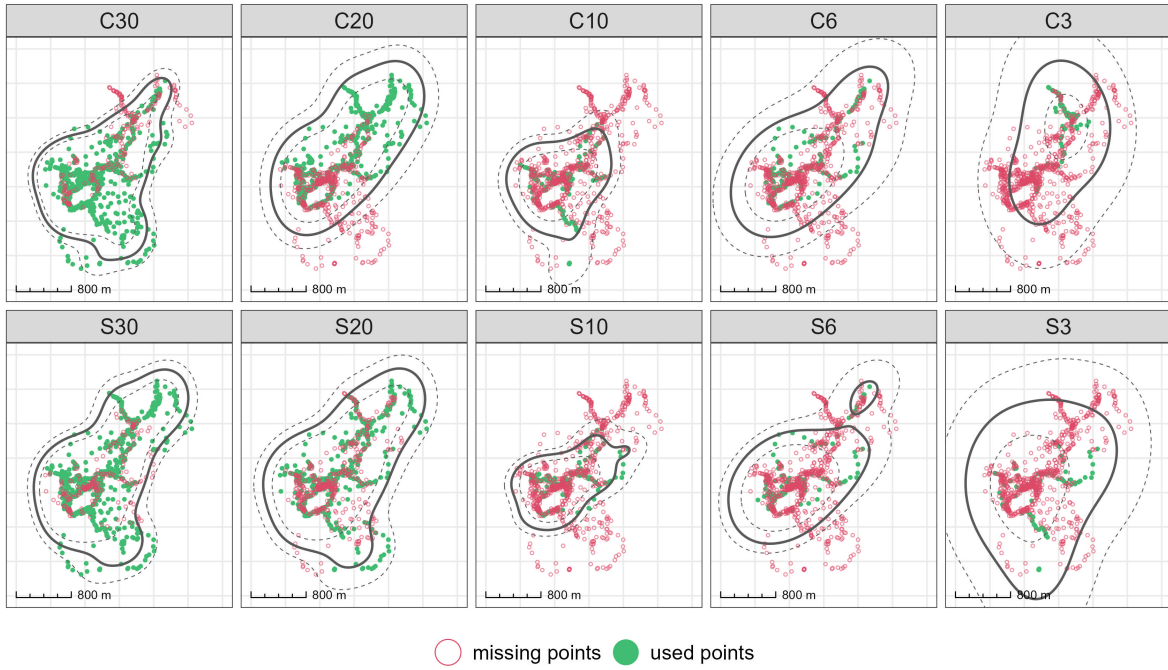 C30 C20 C10 C6 C3
800 m 800 m 800 m 800 m 800 m
S30 S20 S10 S6 S3
800 m 800 m 800 m 800 m 800 m
missing points used points